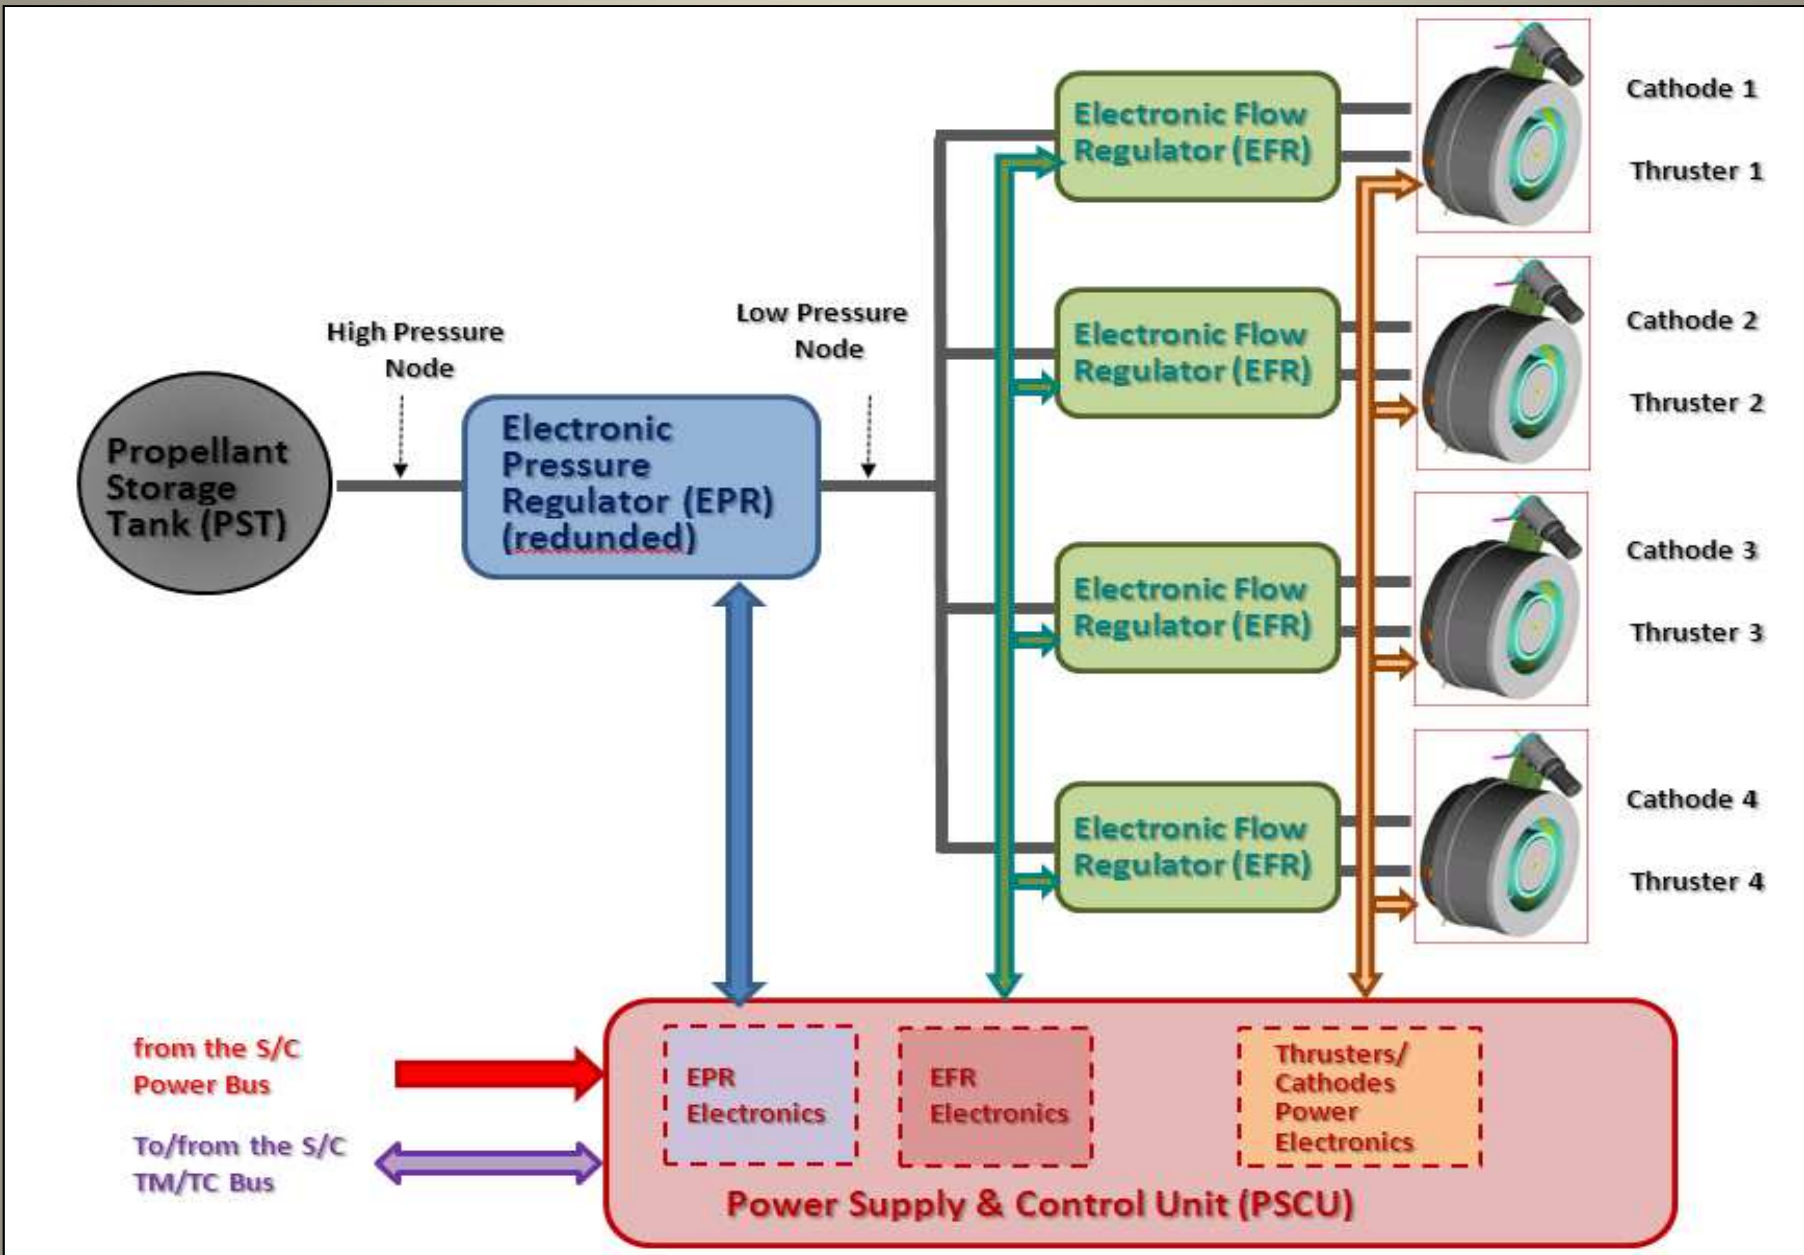 Electronic Flow
Regulator (EFR)
Cathode 1
Thruster 1
High Pressure
Node
Low Pressure
Node
Electronic Flow
Regulator (EFR)
Cathode 2
Thruster 2
Propellant
Storage
Tank (PST)
Electronic
Pressure
Regulator (EPR)
(redunded)
Electronic Flow
Regulator (EFR)
Cathode 3
Thruster 3
Electronic Flow
Regulator (EFR)
Cathode 4
Thruster 4
from the S/C
Power Bus
To/from the S/C
TM/TC Bus
EPR
Electronics
EFR
Electronics
Thrusters/
Cathodes
Power
Electronics
Power Supply & Control Unit (PSCU)